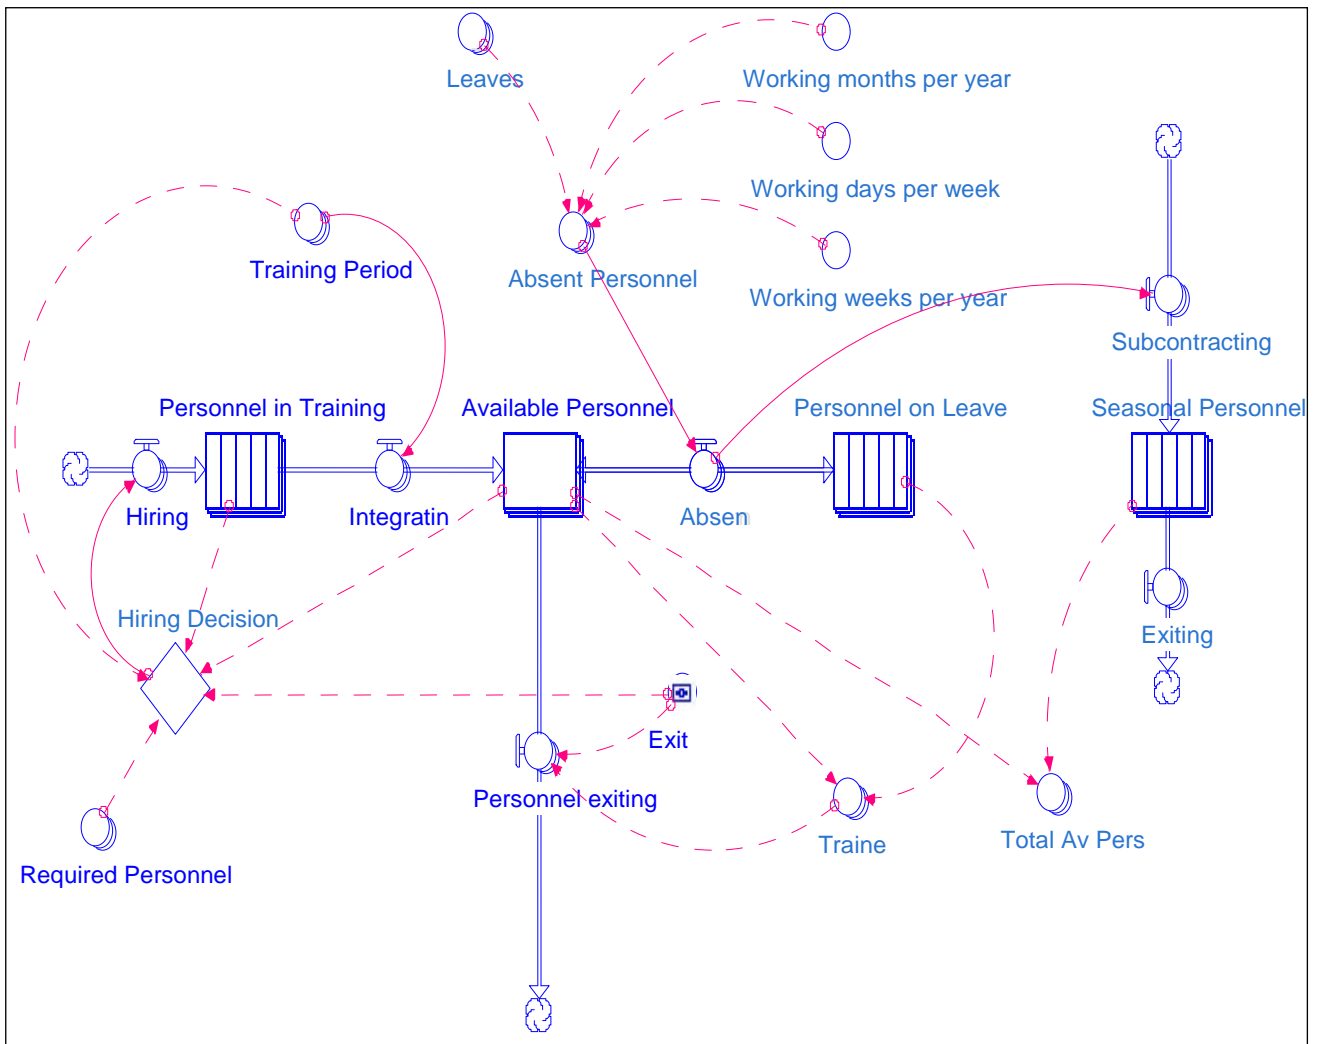 Leaves
Working months per year
Working days per week
Training Period
Absent Personnel
Working weeks per year
Subcontracting
Personnel in Training
Available Personnel
Personnel on Leave
Seasonal Personnel
Hiring
Integratin
Absen
Hiring Decision
Exiting
Exit
Personnel exiting
Traine
Total Av Pers
Required Personnel